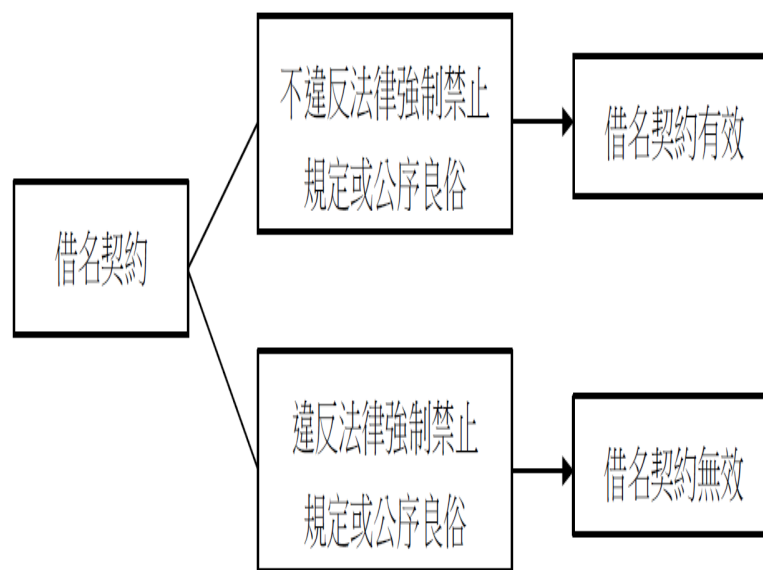 不違反法律強制禁止
規定或公序良俗
借名契約有效
借名契約
違反法律強制禁止
規定或公序良俗
借名契約無效